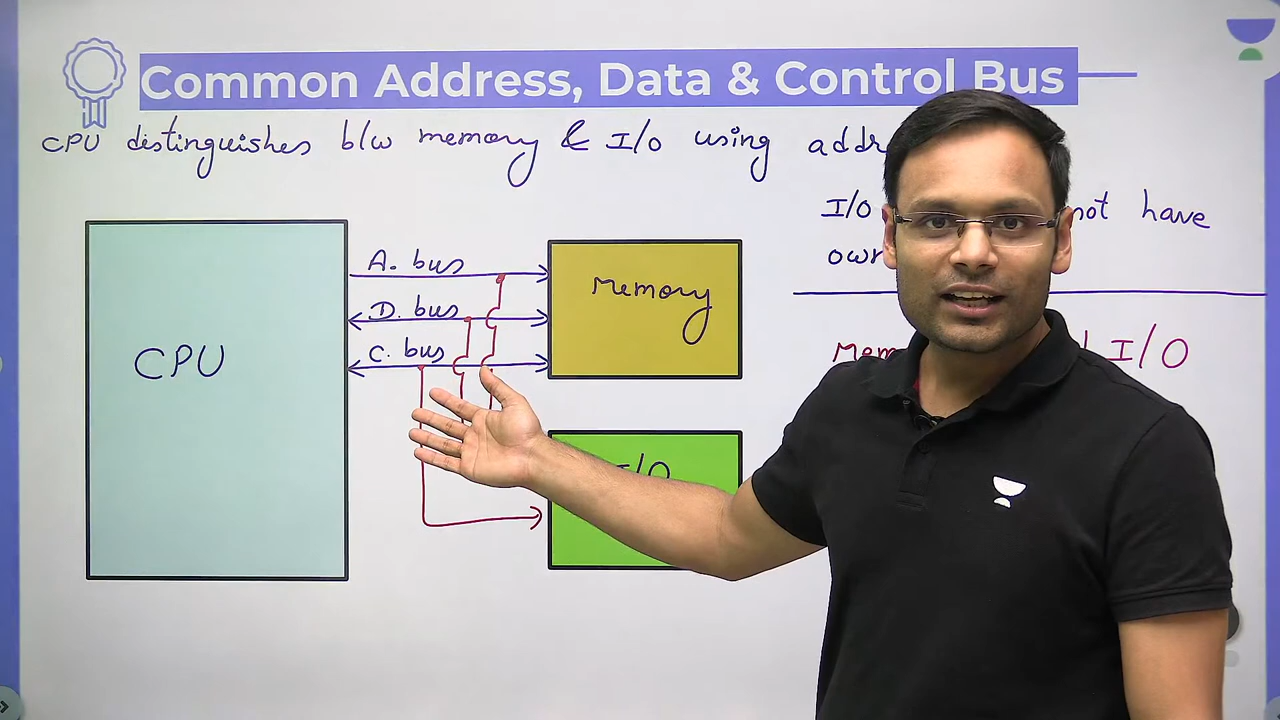 Common Address, Data & Control Bus
CPU distinguishes b/w memory & I/O using addr
I/O not have
own
A. bus
D. bus
C. bus
Memory
CPU
I/O
I/O